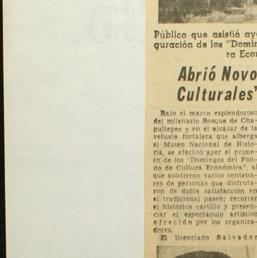 Público que asistió ay
guración de los "Domin
ra Econ
Abrió Novo
Culturales"
Bajo el marco esplendoroso
del milenario Bosque de Cha
pultepec y en el alcázar de la
vetusta fortaleza que alberga
el Museo Nacional de Histo-
ria, se efectuó ayer el prime-
ro de los "Domingos del Fon
do de Cultura Económica", al
que asistieron varios centena
res de personas que disfruta-
ron de doble satisfacción, en
el tradicional paseo; recorrer
el histórico castillo y presen-
ciar el espectáculo artístico
ofrecido por los organiza-
dores.
El licenciado Salvador